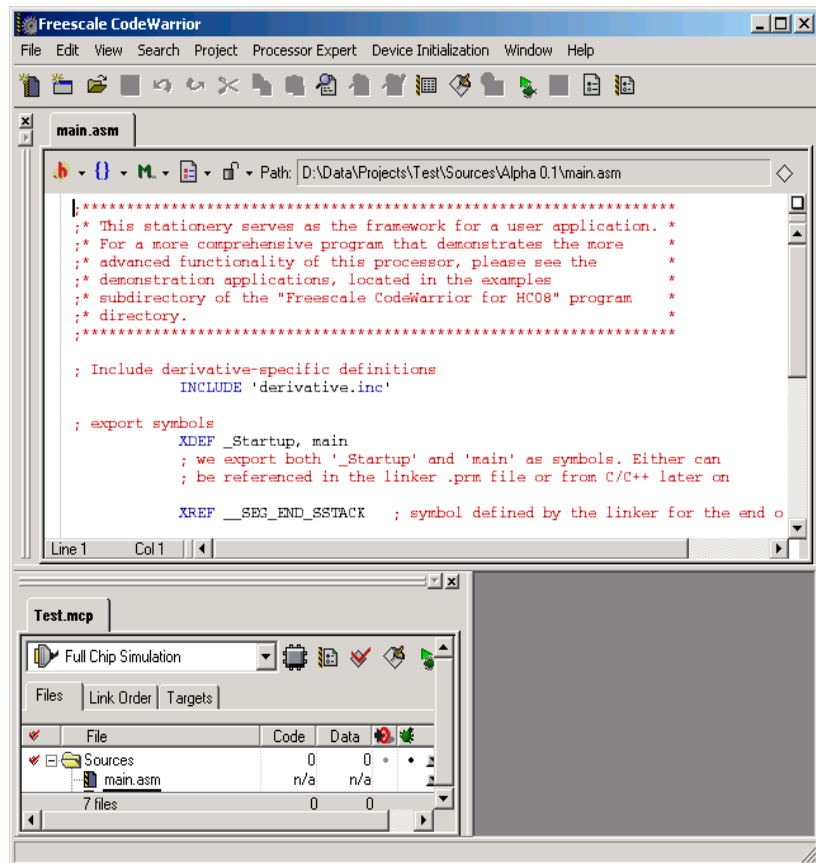 Freescale CodeWarrior
File Edit View Search Project Processor Expert Device Initialization Window Help
main.asm
Path: D:\Data\Projects\Test\Sources\Alpha 0.1\main.asm
;*******************************************************************
;* This stationery serves as the framework for a user application. *
;* For a more comprehensive program that demonstrates the more *
;* advanced functionality of this processor, please see the *
;* demonstration applications, located in the examples *
;* subdirectory of the "Freescale CodeWarrior for HC08" program *
;* directory. *
;*******************************************************************
; Include derivative-specific definitions
INCLUDE 'derivative.inc'
; export symbols
XDEF _Startup, main
; we export both '_Startup' and 'main' as symbols. Either can
; be referenced in the linker .prm file or from C/C++ later on
XREF __SEG_END_SSTACK ; symbol defined by the linker for the end o
Line 1 Col 1
Test.mcp
Full Chip Simulation
Files Link Order Targets
File Code Data
Sources 0 0
main.asm n/a n/a
7 files 0 0